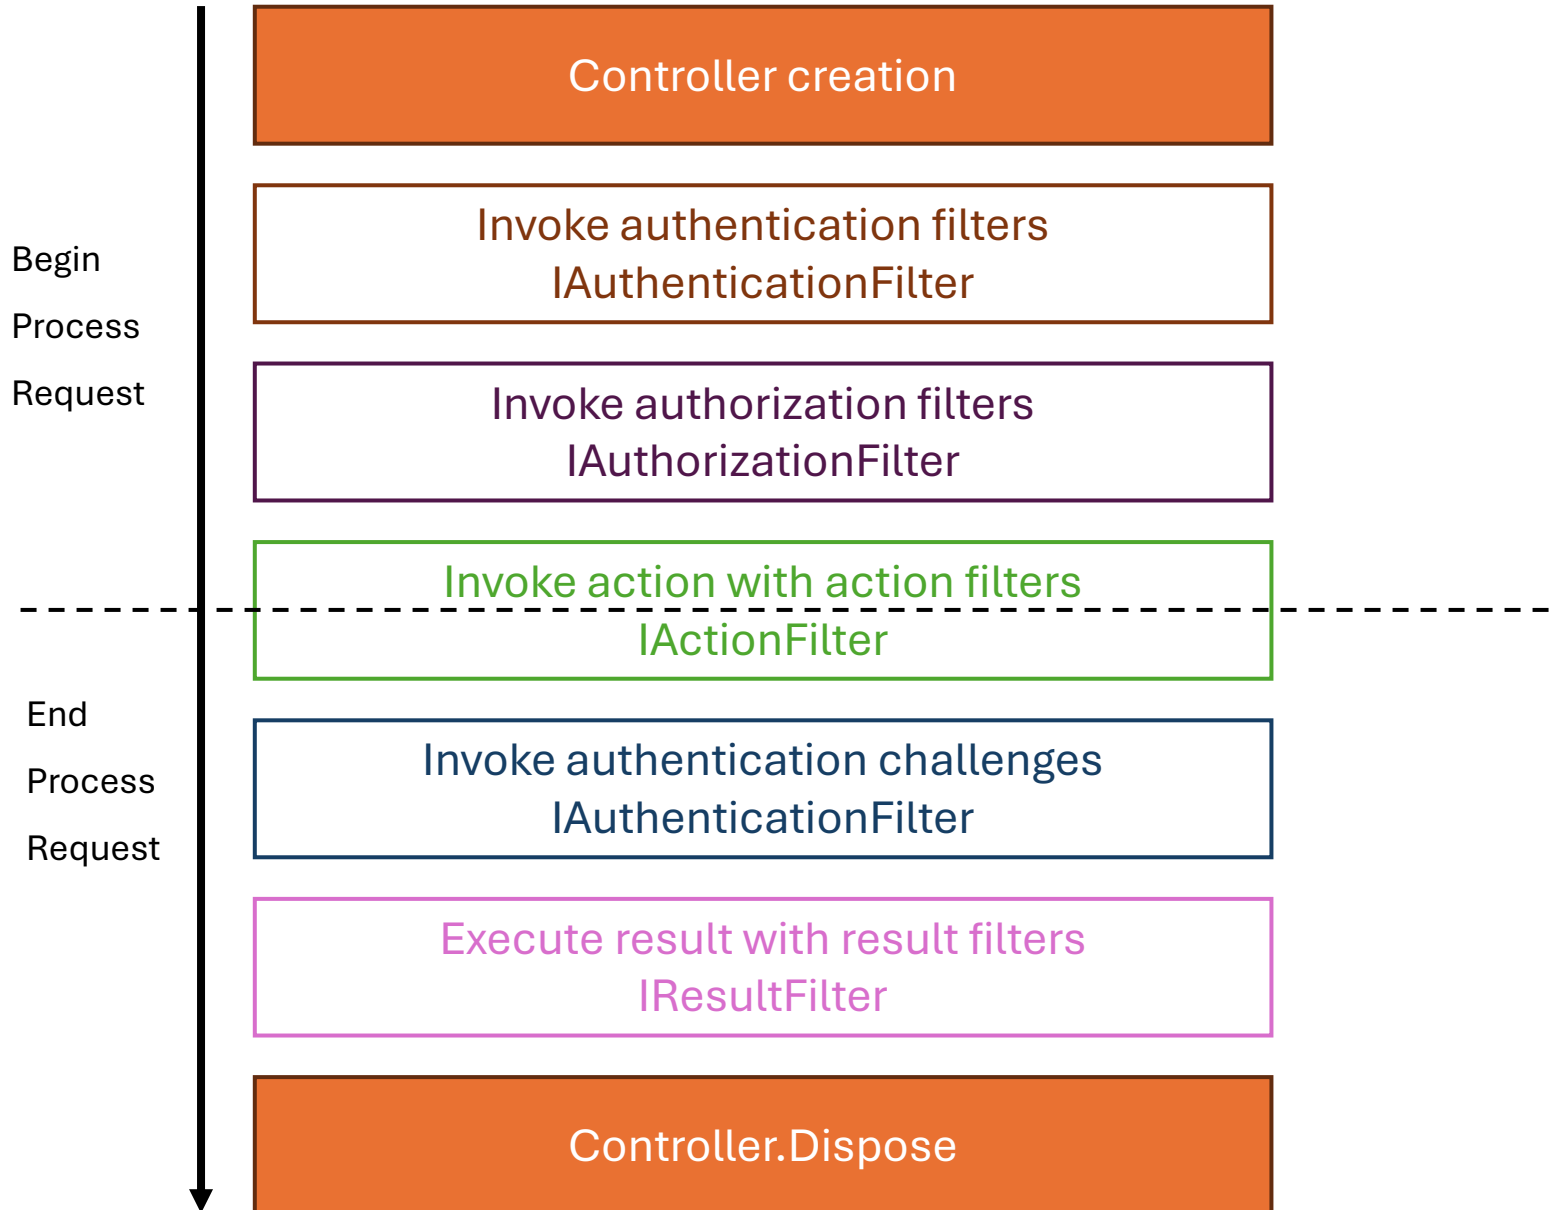 Controller creation
Begin
Process
Request
Invoke authentication filters
IAuthenticationFilter
Invoke authorization filters
IAuthorizationFilter
Invoke action with action filters
IActionFilter
End
Process
Request
Invoke authentication challenges
IAuthenticationFilter
Execute result with result filters
IResultFilter
Controller.Dispose